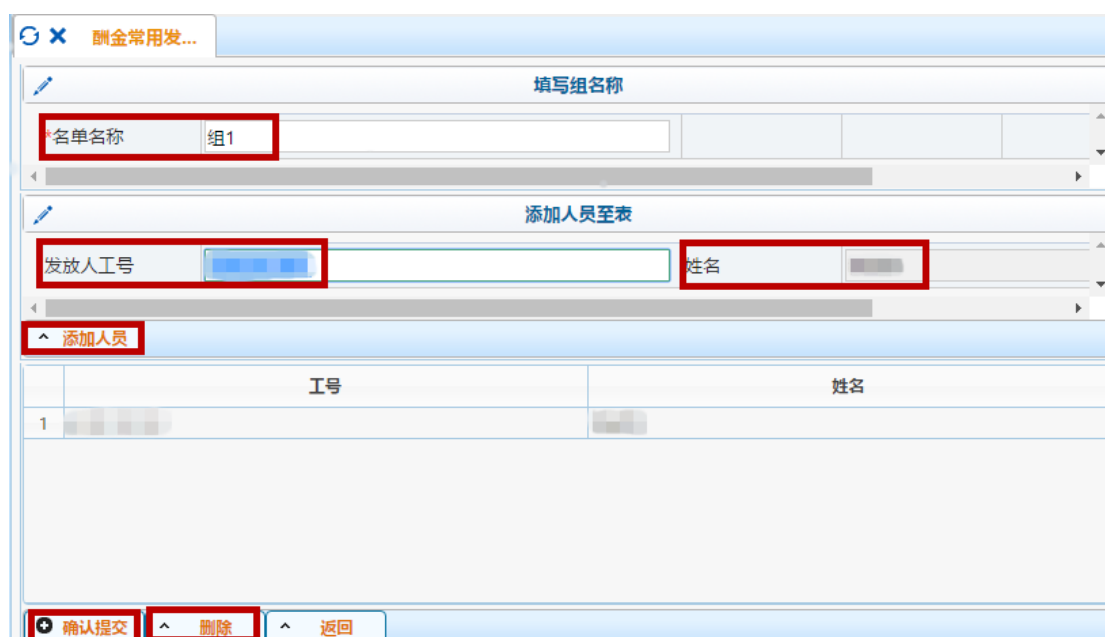 酬金常用发...
填写组名称
*名单名称 组1
添加人员至表
发放人工号 姓名
添加人员
工号 姓名
1
确认提交 删除 返回